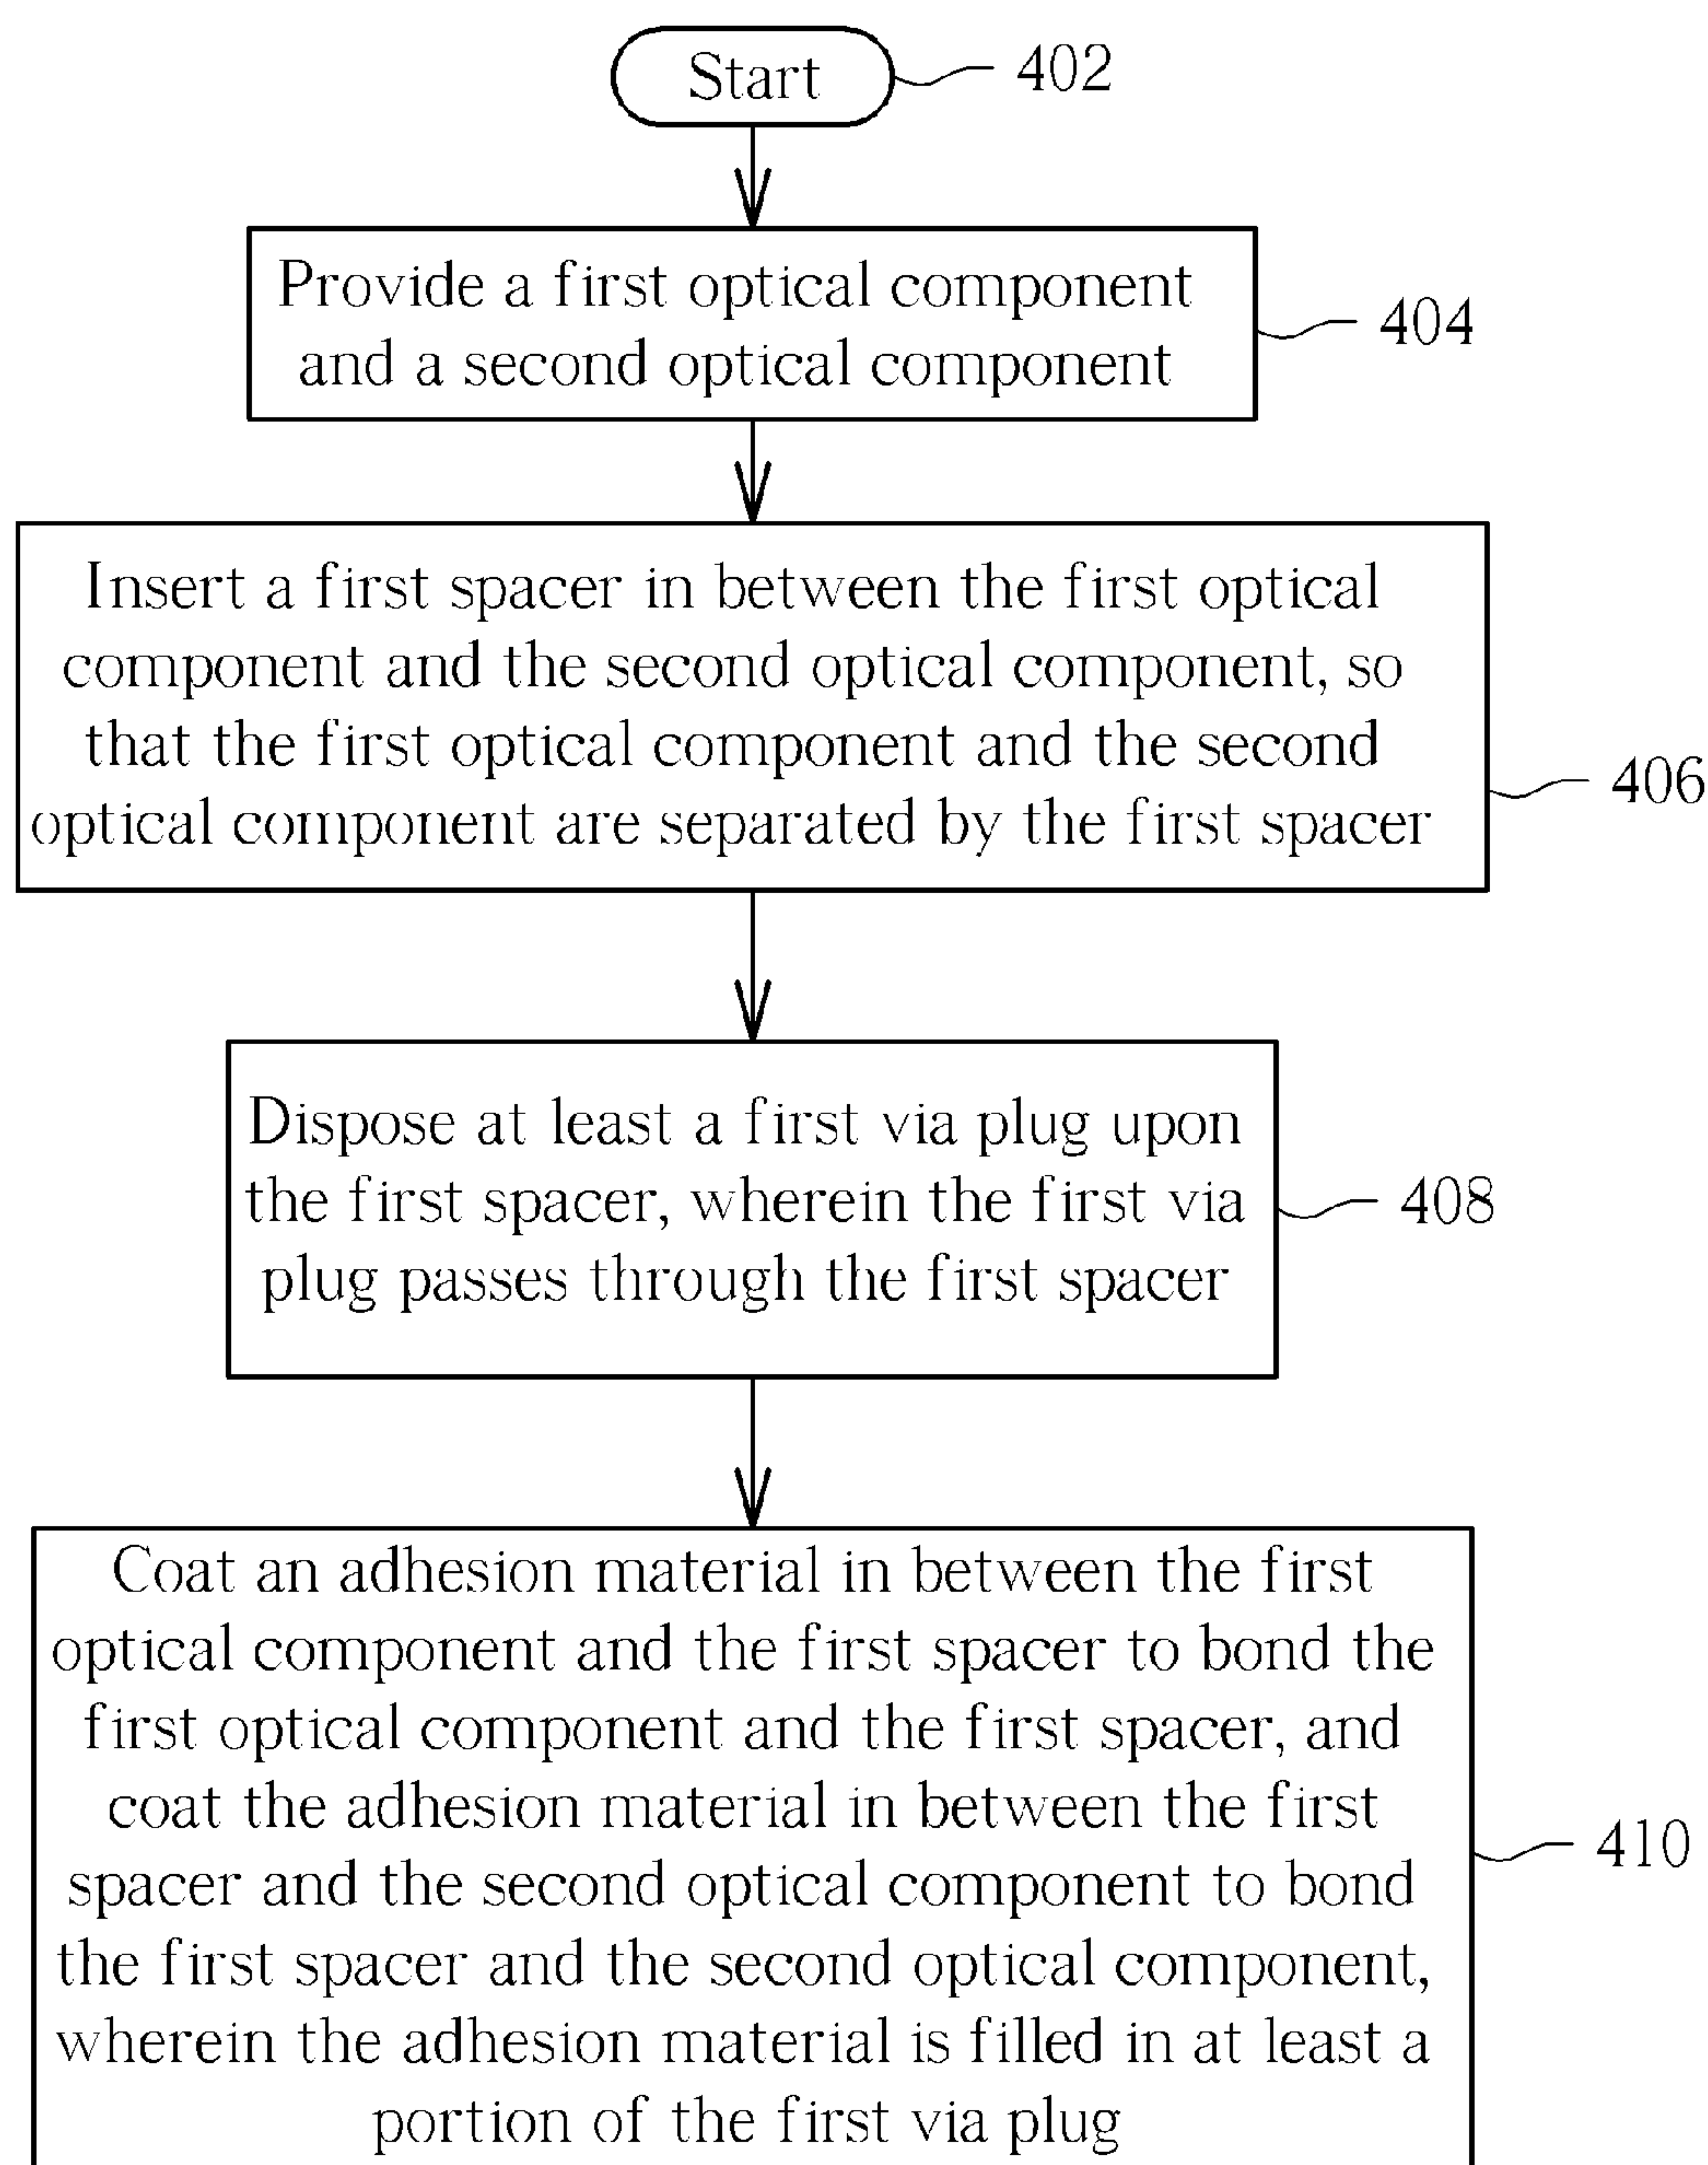 Start
402
Provide a first optical component
and a second optical component
404
Insert a first spacer in between the first optical
component and the second optical component, so
that the first optical component and the second
optical component are separated by the first spacer
406
Dispose at least a first via plug upon
the first spacer, wherein the first via
plug passes through the first spacer
408
Coat an adhesion material in between the first
optical component and the first spacer to bond the
first optical component and the first spacer, and
coat the adhesion material in between the first
spacer and the second optical component to bond
the first spacer and the second optical component,
wherein the adhesion material is filled in at least a
portion of the first via plug
410